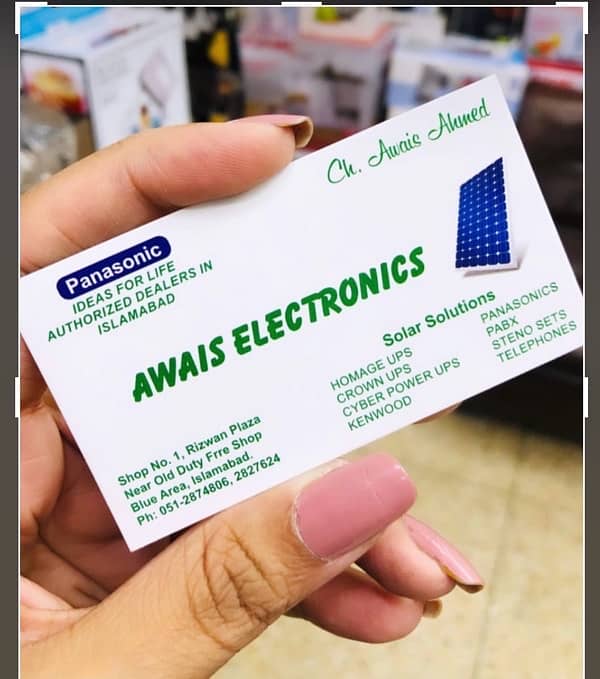 Ch. Awais Ahmed
Panasonic
IDEAS FOR LIFE
AUTHORIZED DEALERS IN
ISLAMABAD
AWAIS ELECTRONICS
Solar Solutions
HOMAGE UPS
CROWN UPS
CYBER POWER UPS
KENWOOD
PANASONICS
PABX
STENO SETS
TELEPHONES
Shop No. 1, Rizwan Plaza
Near Old Duty Frre Shop
Blue Area, Islamabad.
Ph: 051-2874806, 2827624